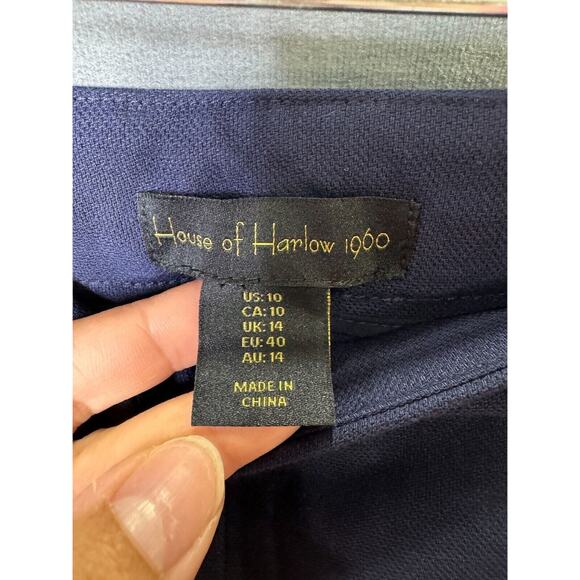 House of Harlow 1960
US: 10
CA: 10
UK: 14
EU: 40
AU: 14
MADE IN
CHINA